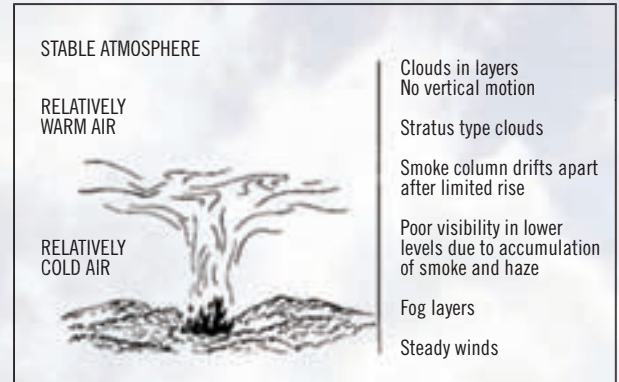 STABLE ATMOSPHERE
RELATIVELY
WARM AIR
RELATIVELY
COLD AIR
Clouds in layers
No vertical motion
Stratus type clouds
Smoke column drifts apart
after limited rise
Poor visibility in lower
levels due to accumulation
of smoke and haze
Fog layers
Steady winds